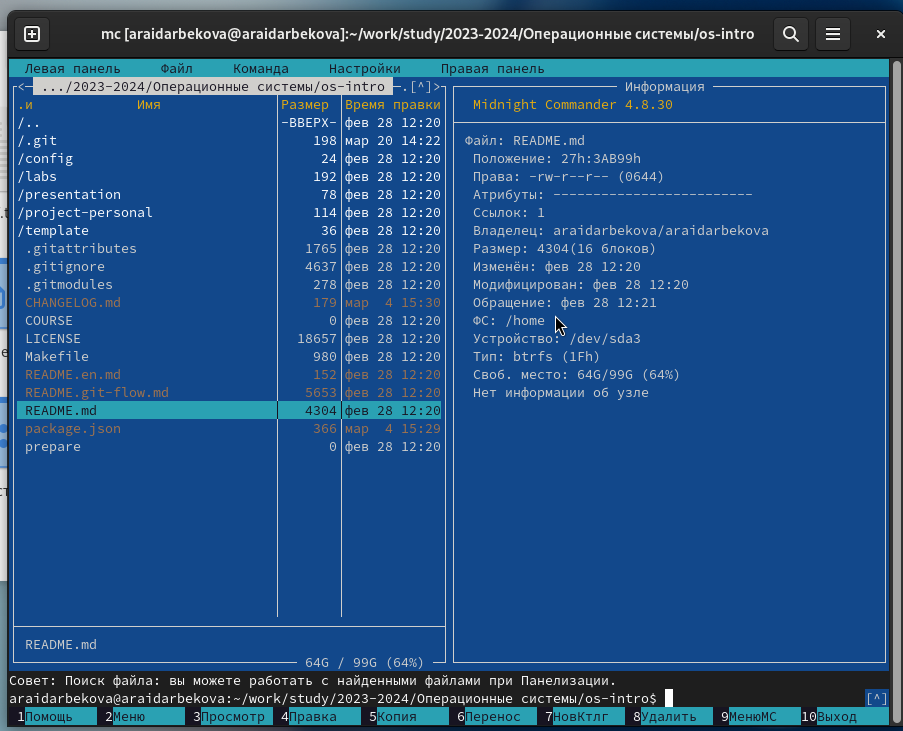 mc [araidarbekova@araidarbekova]:~/work/study/2023-2024/Операционные системы/os-intro
Левая панель Файл Команда Настройки Правая панель
<─ .../2023-2024/Операционные системы/os-intro ─.[^]>
.и Имя Размер Время правки
/.. -ВВЕРХ- фев 28 12:20
/.git 198 мар 20 14:22
/config 24 фев 28 12:20
/labs 192 фев 28 12:20
/presentation 78 фев 28 12:20
/project-personal 114 фев 28 12:20
/template 36 фев 28 12:20
.gitattributes 1765 фев 28 12:20
.gitignore 4637 фев 28 12:20
.gitmodules 278 фев 28 12:20
CHANGELOG.md 179 мар 4 15:30
COURSE 0 фев 28 12:20
LICENSE 18657 фев 28 12:20
Makefile 980 фев 28 12:20
README.en.md 152 фев 28 12:20
README.git-flow.md 5653 фев 28 12:20
README.md 4304 фев 28 12:20
package.json 366 мар 4 15:29
prepare 0 фев 28 12:20
README.md
64G / 99G (64%)
Информация
Midnight Commander 4.8.30
Файл: README.md
Положение: 27h:3AB99h
Права: -rw-r--r-- (0644)
Атрибуты: -------------------------
Ссылок: 1
Владелец: araidarbekova/araidarbekova
Размер: 4304(16 блоков)
Изменён: фев 28 12:20
Модифицирован: фев 28 12:20
Обращение: фев 28 12:21
ФС: /home
Устройство: /dev/sda3
Тип: btrfs (1Fh)
Своб. место: 64G/99G (64%)
Нет информации об узле
Совет: Поиск файла: вы можете работать с найденными файлами при Панелизации.
araidarbekova@araidarbekova:~/work/study/2023-2024/Операционные системы/os-intro$ [^]
1Помощь 2Меню 3Просмотр 4Правка 5Копия 6Перенос 7НовКтлг 8Удалить 9МенюМС 10Выход